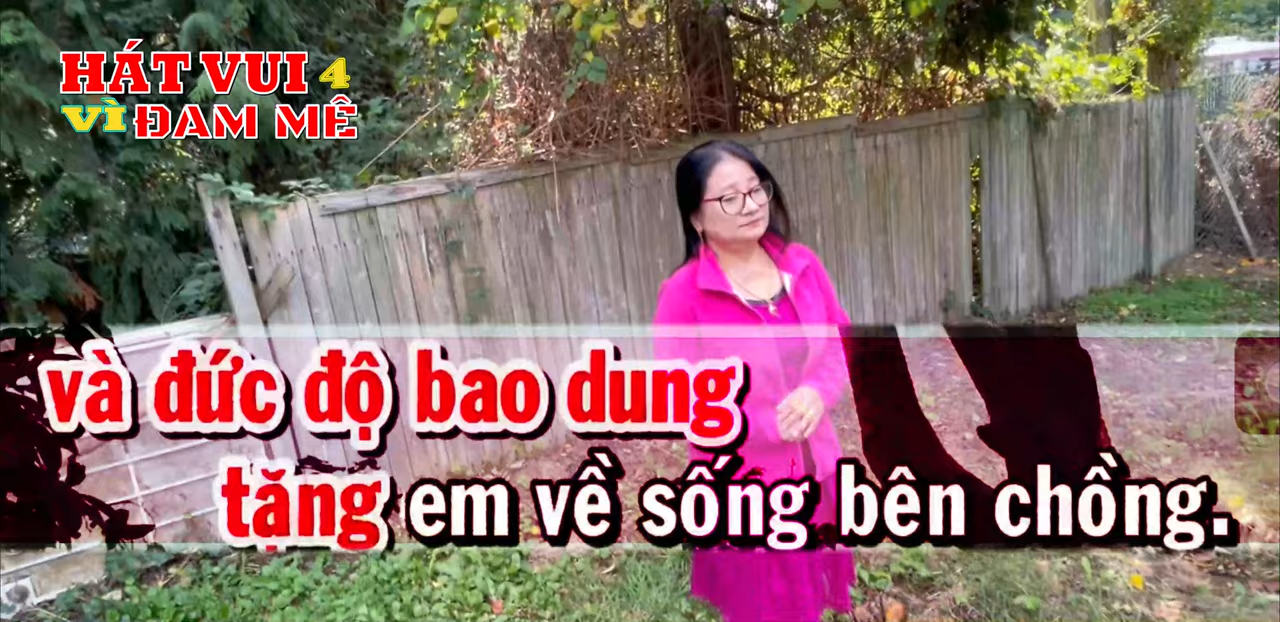 HÁT VUI 4
VÌ ĐAM MÊ
và đức độ bao dung
tặng em về sống bên chồng.